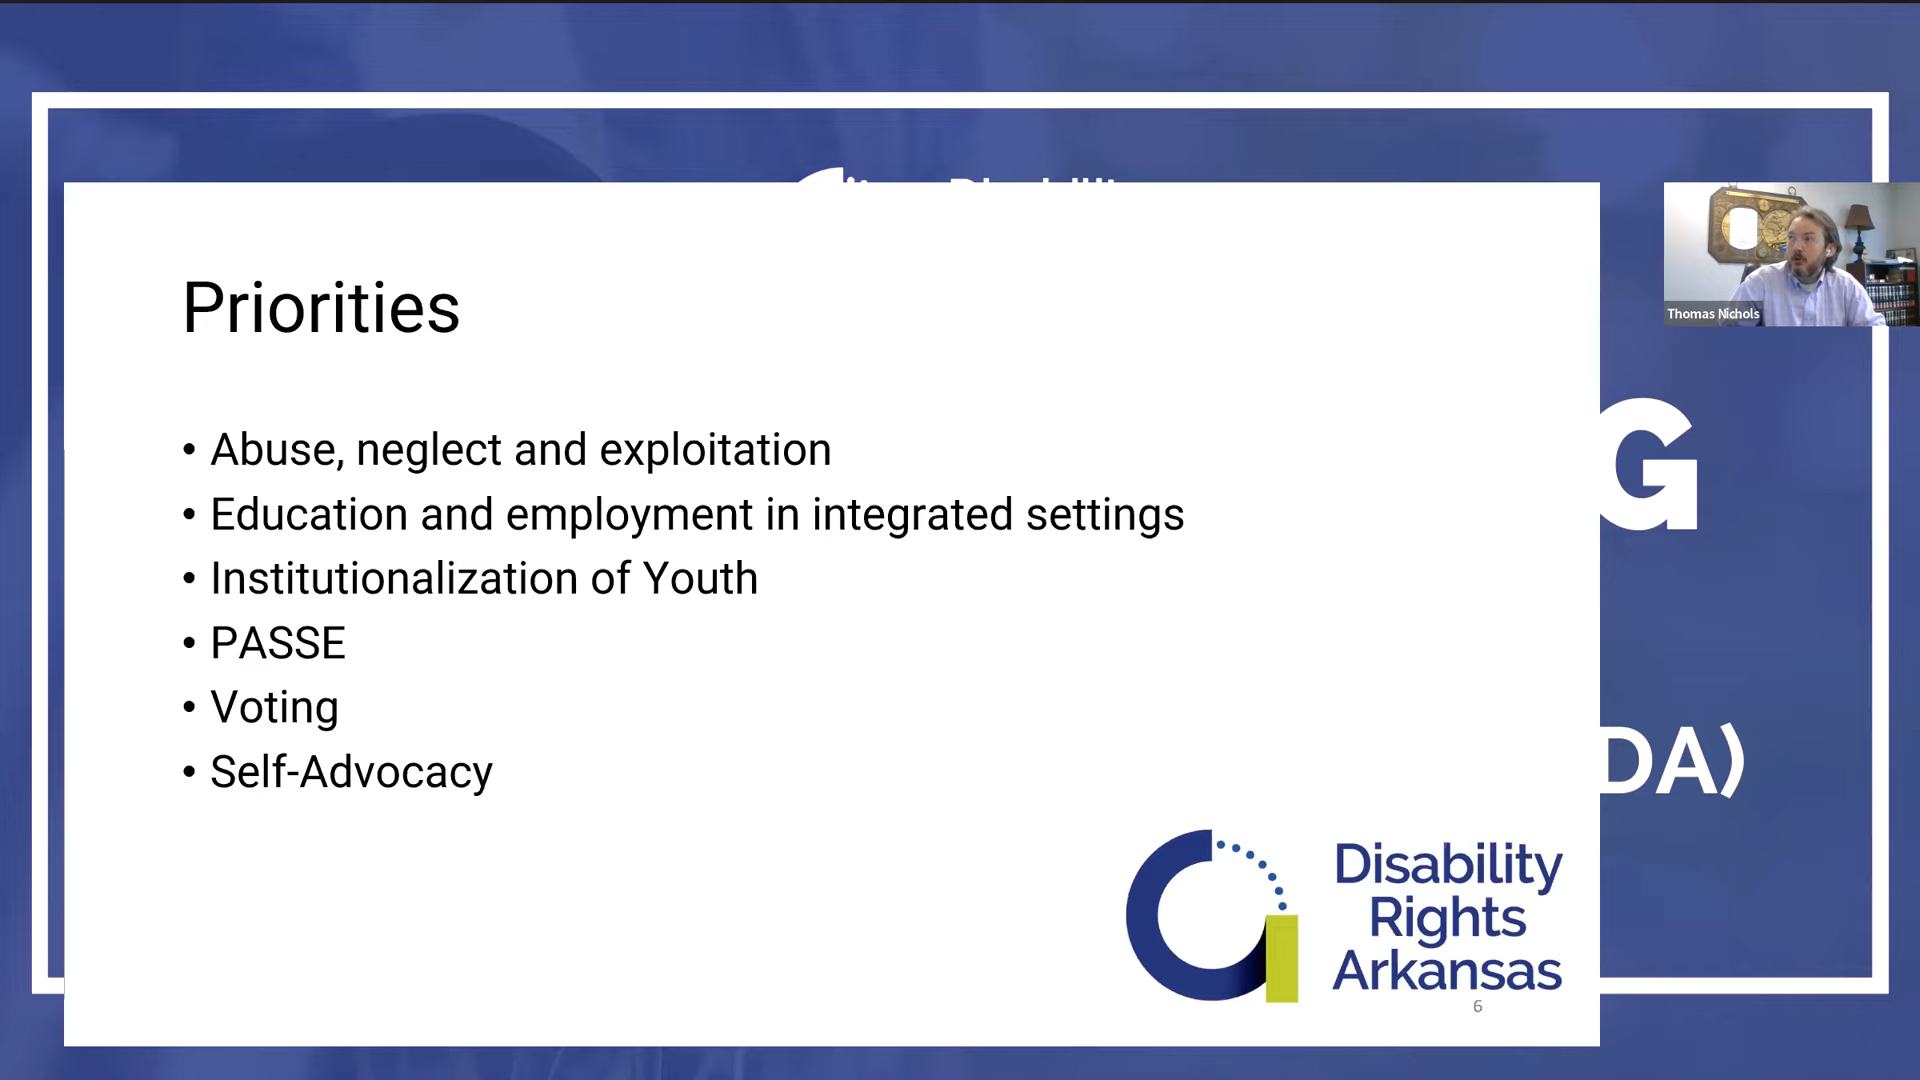 Priorities
Thomas Nichols
• Abuse, neglect and exploitation
G
• Education and employment in integrated settings
• Institutionalization of Youth
• PASSE
• Voting
DA)
• Self-Advocacy
Disability
Rights
Arkansas
6